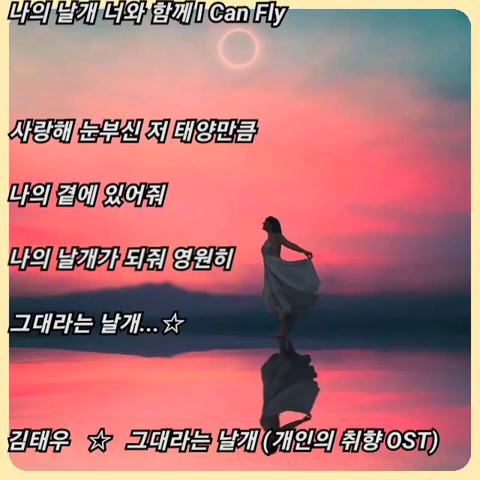 나의 날개 너와 함께 I Can Fly
사랑해 눈부신 저 태양만큼
나의 곁에 있어줘
나의 날개가 되줘 영원히
그대라는 날개...☆
김태우 ☆ 그대라는 날개 (개인의 취향 OST)